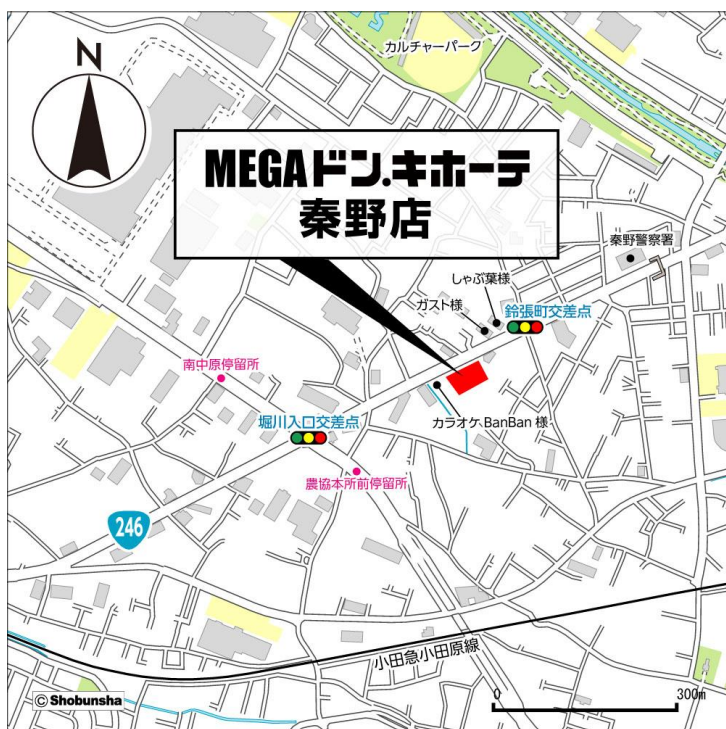 カルチャーパーク
N
MEGAドン.キホーテ
秦野店
秦野警察署
しゃぶ葉様
ガスト様
鈴張町交差点
南中原停留所
カラオケ BanBan 様
堀川入口交差点
農協本所前停留所
246
小田急小田原線
© Shobunsha
0 300m